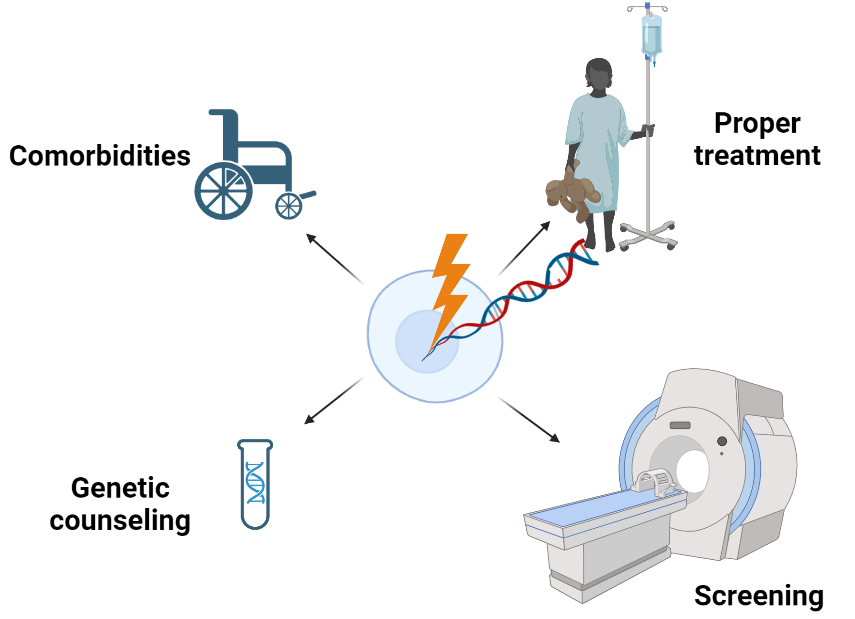 Comorbidities
Proper
treatment
Genetic
counseling
Screening